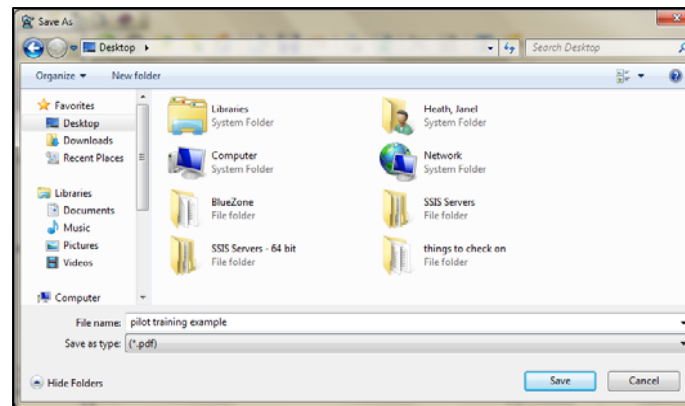 Save As
Desktop
Search Desktop
Organize
New folder
Favorites
Desktop
Downloads
Recent Places
Libraries
Documents
Music
Pictures
Videos
Computer
Libraries
System Folder
Heath, Janel
System Folder
Computer
System Folder
Network
System Folder
BlueZone
File folder
SSIS Servers
File folder
SSIS Servers - 64 bit
File folder
things to check on
File folder
File name: pilot training example
Save as type: (*.pdf)
Hide Folders
Save
Cancel